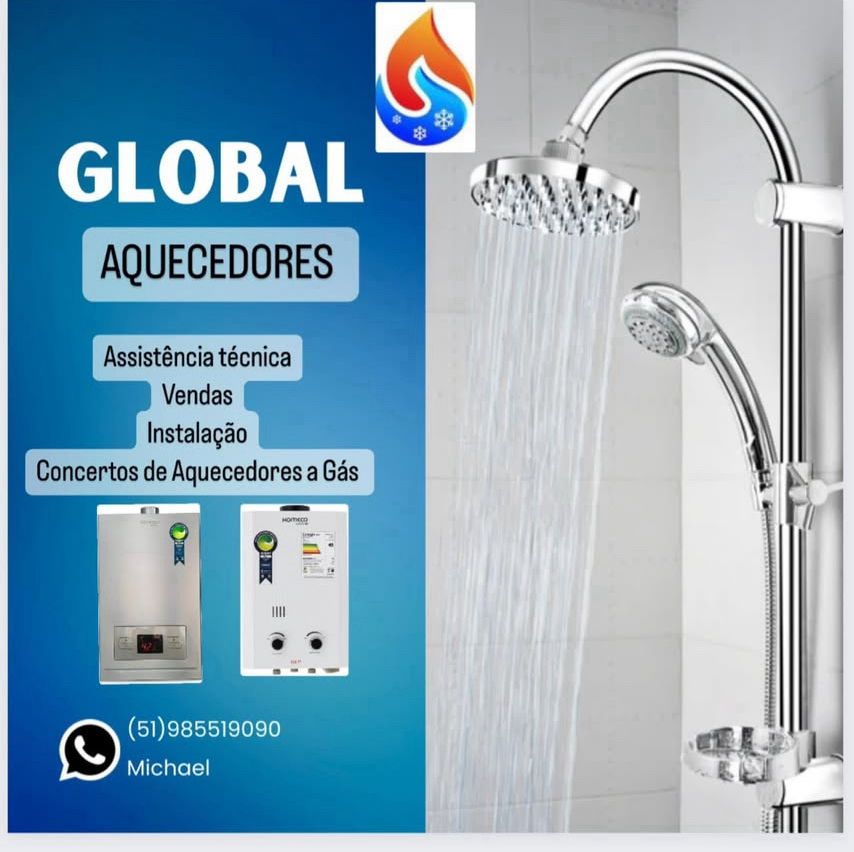 GLOBAL
AQUECEDORES
Assistência técnica
Vendas
Instalação
Concertos de Aquecedores a Gás
KOMECO
(51)985519090
Michael